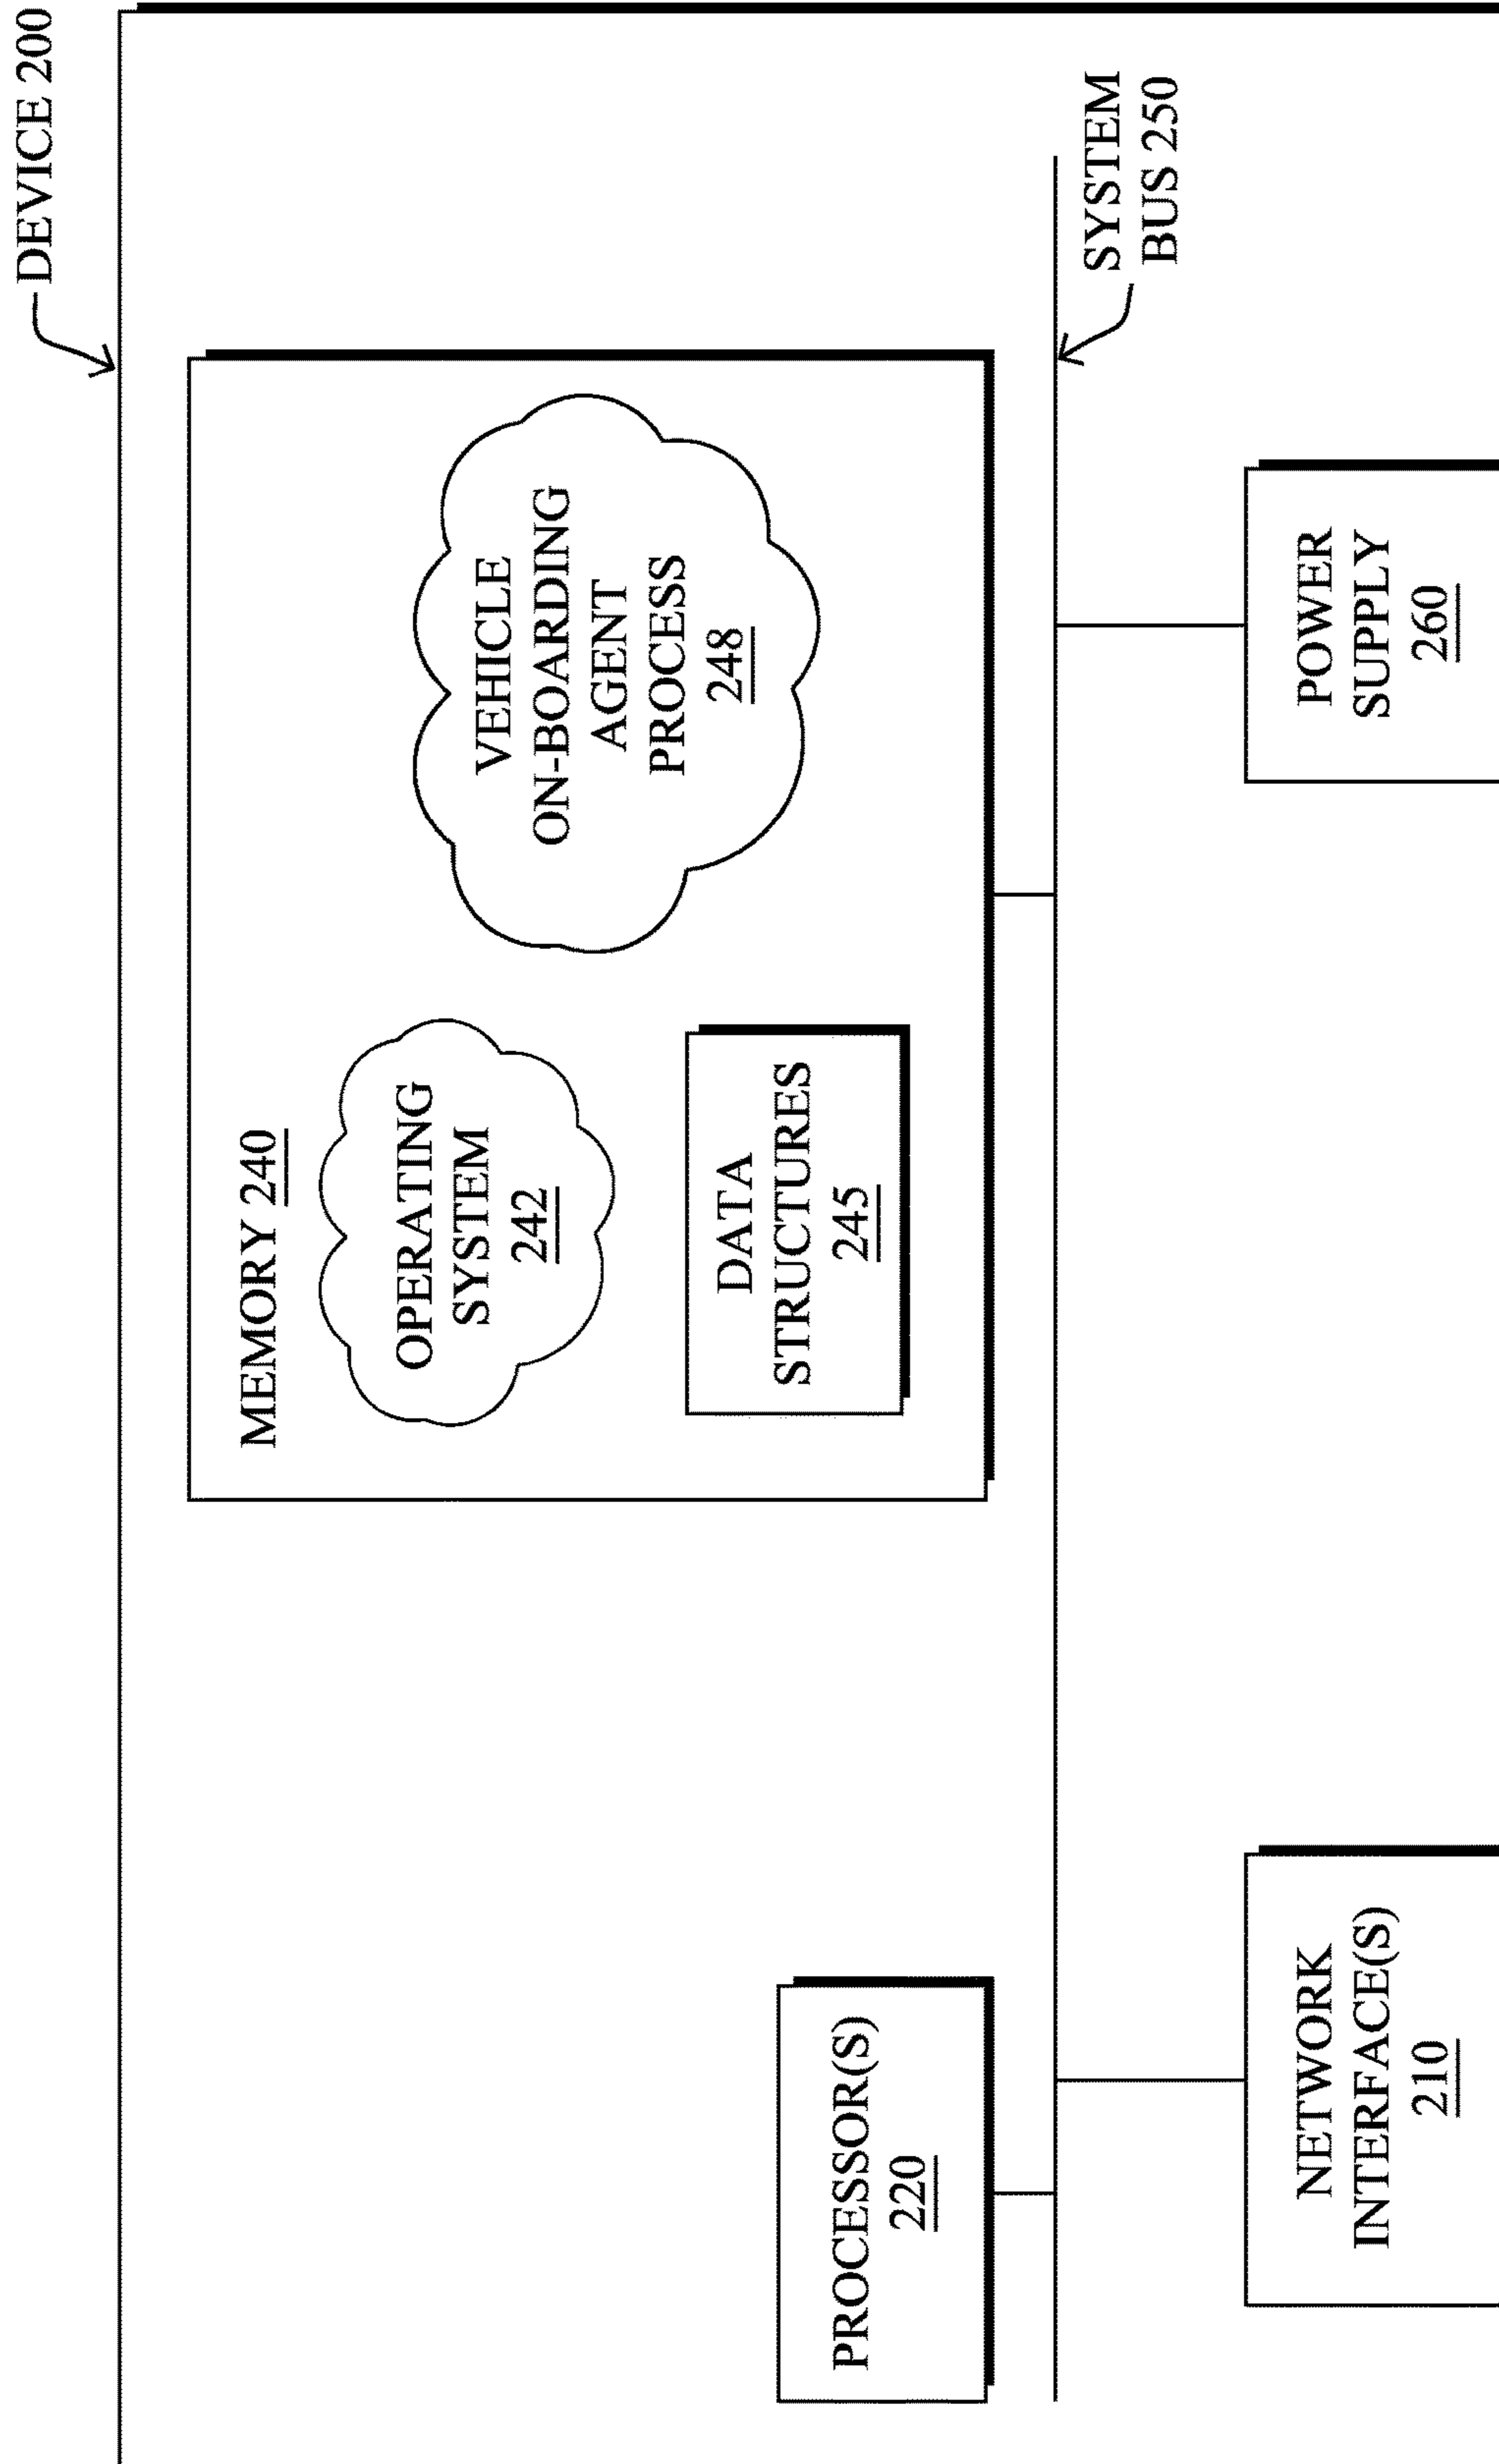 DEVICE 200
MEMORY 240
OPERATING
SYSTEM
242
DATA
STRUCTURES
245
VEHICLE
ON-BOARDING
AGENT
PROCESS
248
PROCESSOR(S)
220
SYSTEM
BUS 250
NETWORK
INTERFACE(S)
210
POWER
SUPPLY
260